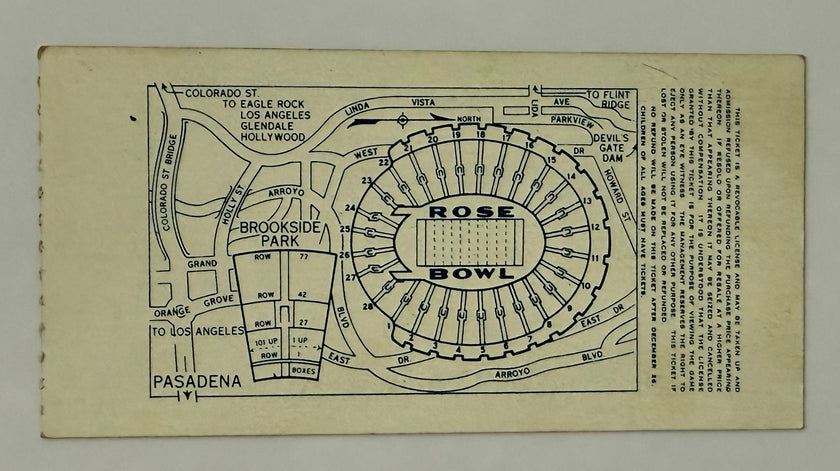 COLORADO ST.
TO EAGLE ROCK
LOS ANGELES
GLENDALE
HOLLYWOOD
LINDA VISTA
LIDA
AVE
TO FLINT
RIDGE
PARKVIEW
NORTH
DEVIL'S
GATE
DAM
WEST
DR
HOWARD ST
COLORADO ST BRIDGE
HOLLY ST
ARROYO
BROOKSIDE
PARK
GRAND
ORANGE GROVE
TO LOS ANGELES
PASADENA
BLVD
EAST DR.
ARROYO BLVD.
EAST DR
ROSE
BOWL
1 2 3 4 5 6 7 8 9 10 11 12 13 14 15 16 17 18 19 20 21 22 23 24 25 26 27 28
ROW 77
ROW 42
ROW 27
101 UP 1 UP
ROW 1
BOXES
THIS TICKET IS A REVOCABLE LICENSE AND MAY BE TAKEN UP AND
ADMISSION REFUSED UPON REFUNDING THE PURCHASE PRICE APPEARING
THEREON. IF RESOLD OR OFFERED FOR RESALE AT A HIGHER PRICE
THAN THAT APPEARING THEREON IT MAY BE SEIZED AND CANCELLED
WITHOUT COMPENSATION. IT IS UNDERSTOOD THAT THE LICENSE
GRANTED BY THIS TICKET IS FOR THE PURPOSE OF VIEWING THE GAME
ONLY AS AN EYE WITNESS. THE MANAGEMENT RESERVES THE RIGHT TO
EJECT ANY PERSON USING IT FOR ANY OTHER PURPOSE. THIS TICKET IF
LOST OR STOLEN WILL NOT BE REPLACED OR REFUNDED.
NO REFUND WILL BE MADE ON THIS TICKET AFTER DECEMBER 26.
CHILDREN OF ALL AGES MUST HAVE TICKETS.